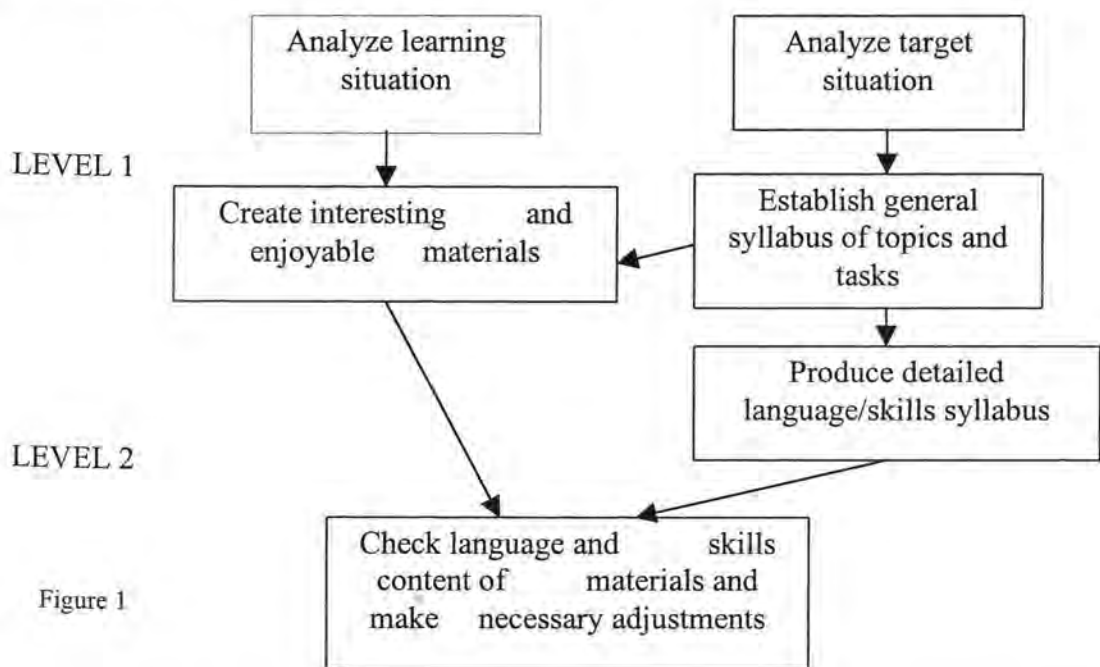 Analyze learning
situation
Analyze target
situation
LEVEL 1
Create interesting and
enjoyable materials
Establish general
syllabus of topics and
tasks
Produce detailed
language/skills syllabus
LEVEL 2
Check language and skills
content of materials and
make necessary adjustments
Figure 1